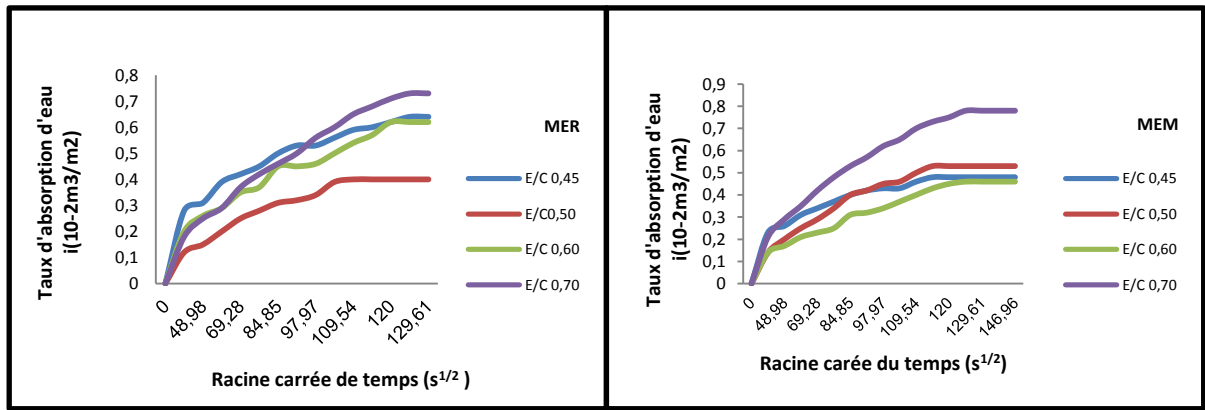 Taux d'absorption d'eau
i(10-2m3/m2)
0,8
0,7
0,6
0,5
0,4
0,3
0,2
0,1
0
0
48,98
69,28
84,85
97,97
109,54
120
129,61
Racine carrée de temps (s1/2 )
MER
E/C 0,45
E/C0,50
E/C 0,60
E/C 0,70
Taux d'absorption d'eau
i(10-2m3/m2)
0,9
0,8
0,7
0,6
0,5
0,4
0,3
0,2
0,1
0
0
48,98
69,28
84,85
97,97
109,54
120
129,61
146,96
Racine carée du temps (s1/2)
MEM
E/C 0,45
E/C 0,50
E/C 0,60
E/C 0,70